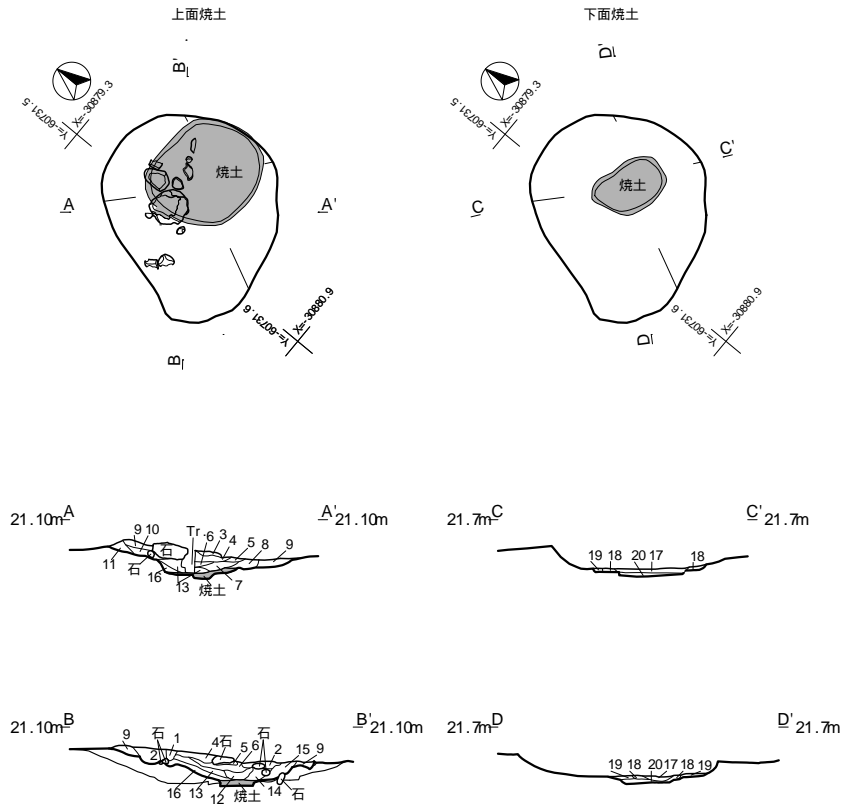 上面焼土
下面焼土
B'
D'
Y=-60731.5
X=-30879.3
Y=-60731.5
X=-30879.3
焼土
焼土
C'
A
A'
C
Y=-60731.6
X=-30880.9
Y=-60731.6
X=-30880.9
B
D
21.10m A
A' 21.10m
21.7m C
C' 21.7m
9 10 石 Tr 6 3 4 5 8 9
11 石 16 13 焼土 7
19 18 20 17 18
21.10m B
B' 21.10m
21.7m D
D' 21.7m
9 2 石 1 4 石 5 6 石 2 15 9
16 13 12 焼土 14 石
19 18 20 17 18 19